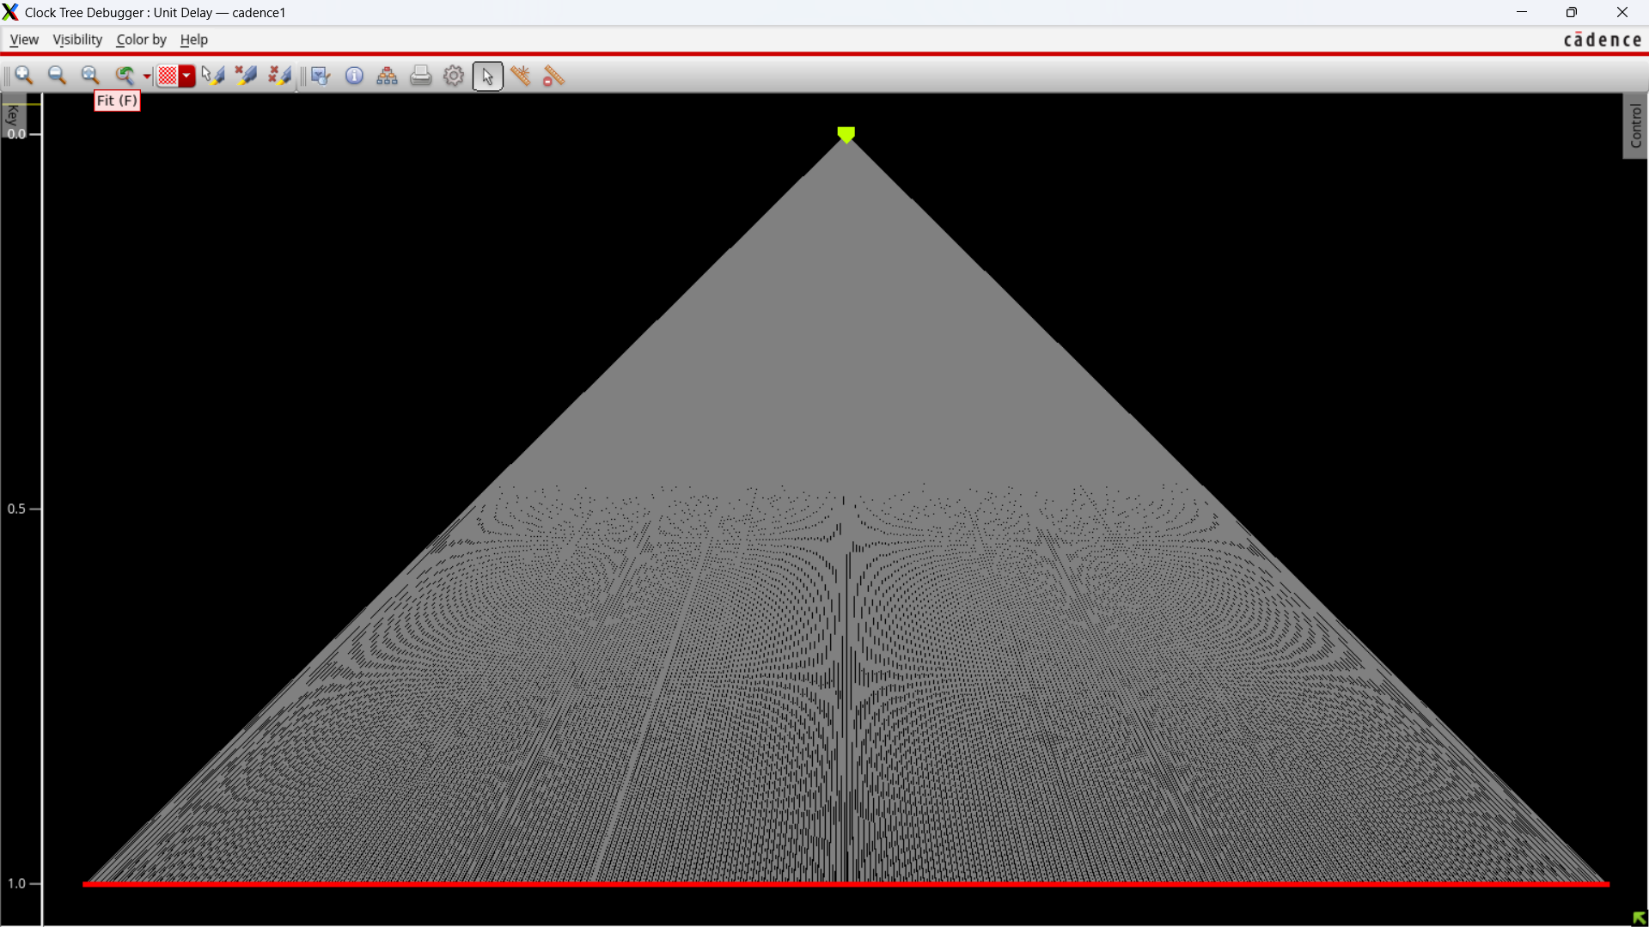 Clock Tree Debugger : Unit Delay — cadence1
View Visibility Color by Help
cādence
Fit (F)
Key
Control
0.0
0.5
1.0